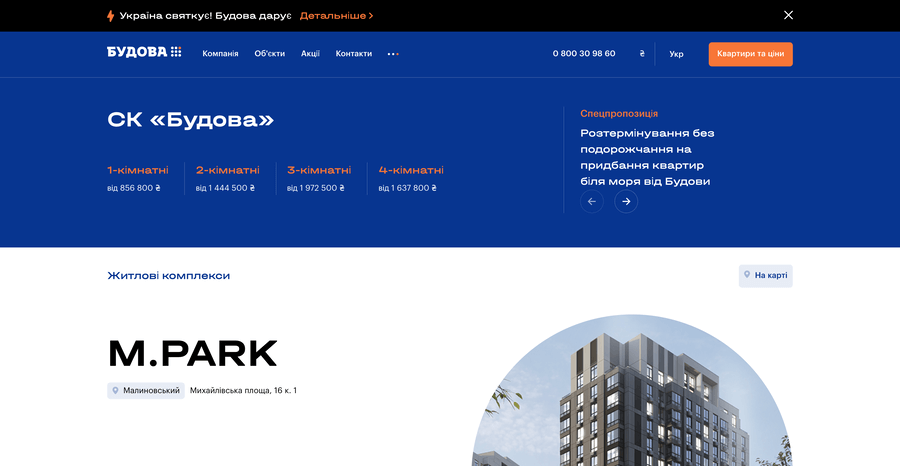 Україна святкує! Будова дарує Детальніше
БУДОВА Компанія Об'єкти Акції Контакти 0 800 30 98 60 ₴ Укр Квартири та ціни
СК «Будова»
1-кімнатні 2-кімнатні 3-кімнатні 4-кімнатні
від 856 800 ₴ від 1 444 500 ₴ від 1 972 500 ₴ від 1 637 800 ₴
Спецпропозиція
Розтермінування без
подорожчання на
придбання квартир
біля моря від Будови
Житлові комплекси
На карті
M.PARK
Малиновський Михайлівська площа, 16 к. 1